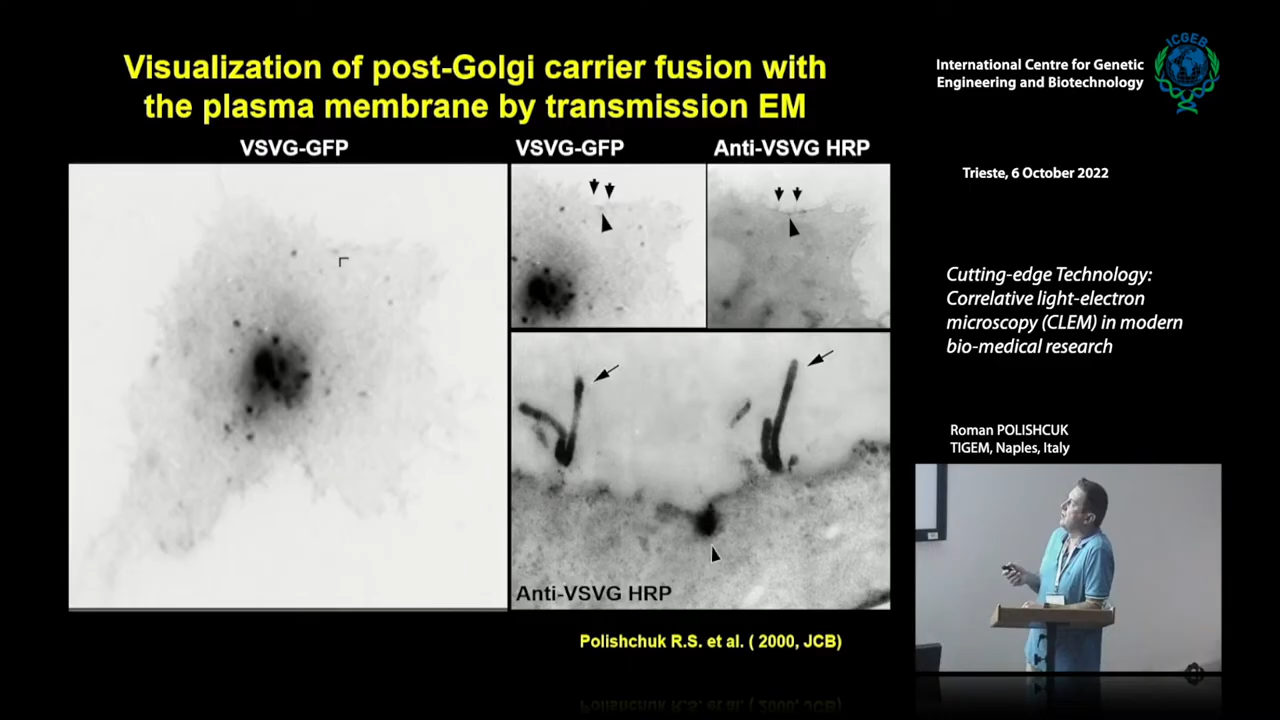 Visualization of post-Golgi carrier fusion with
the plasma membrane by transmission EM
VSVG-GFP
VSVG-GFP
Anti-VSVG HRP
Anti-VSVG HRP
Polishchuk R.S. et al. ( 2000, JCB)
ICGEB
International Centre for Genetic
Engineering and Biotechnology
Trieste, 6 October 2022
Cutting-edge Technology:
Correlative light-electron
microscopy (CLEM) in modern
bio-medical research
Roman POLISHCUK
TIGEM, Naples, Italy